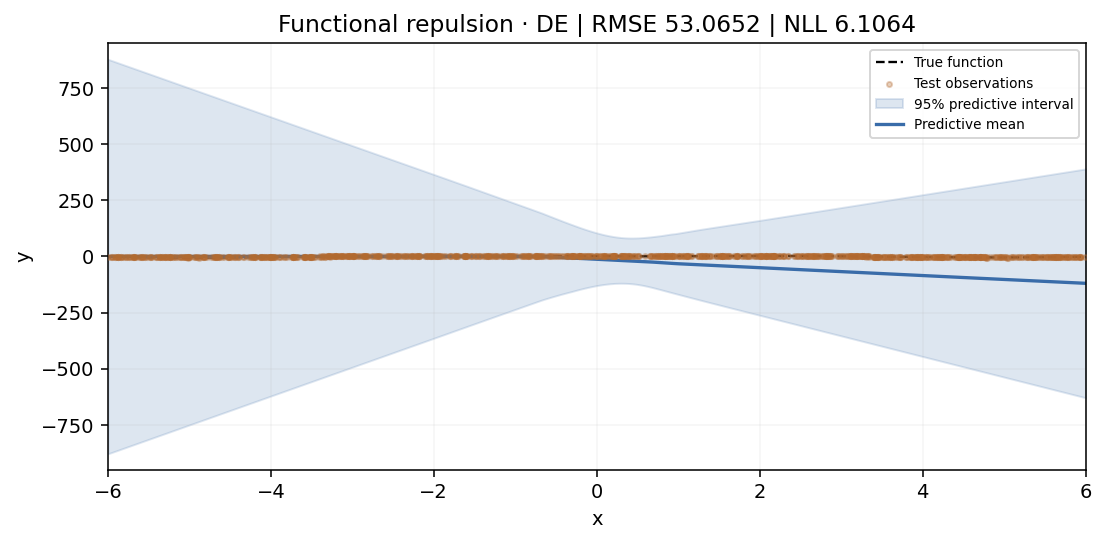 Functional repulsion · DE | RMSE 53.0652 | NLL 6.1064
True function
Test observations
95% predictive interval
Predictive mean
750
500
250
0
−250
−500
−750
y
−6
−4
−2
0
2
4
6
x